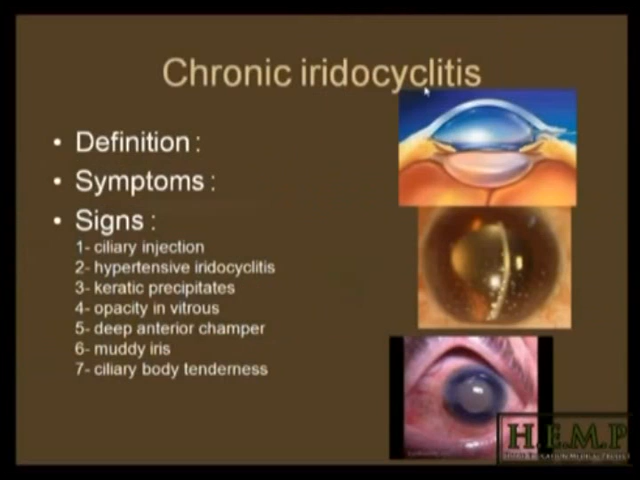 Chronic iridocyclitis
• Definition :
• Symptoms :
• Signs :
1- ciliary injection
2- hypertensive iridocyclitis
3- keratic precipitates
4- opacity in vitrous
5- deep anterior champer
6- muddy iris
7- ciliary body tenderness
H.E.M.P